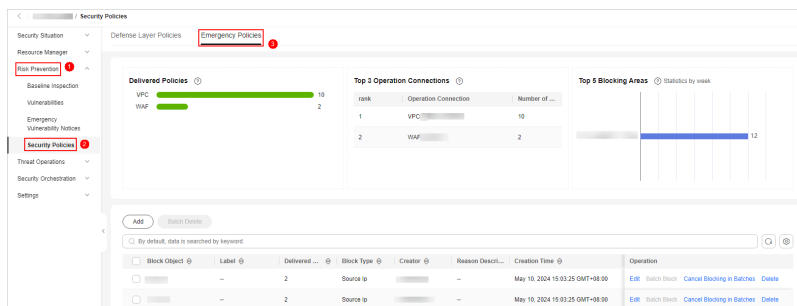 / Security Policies
Security Situation
Resource Manager
Risk Prevention 1
Baseline Inspection
Vulnerabilities
Emergency
Vulnerability Notices
Security Policies 2
Threat Operations
Security Orchestration
Settings
Defense Layer Policies Emergency Policies 3
Delivered Policies
VPC 10
WAF 2
Top 3 Operation Connections
rank Operation Connection Number of ...
1 VPC 10
2 WAF 2
Top 5 Blocking Areas Statistics by week
12
Add Batch Delete
By default, data is searched by keyword.
Block Object Label Delivered ... Block Type Creator Reason Descri... Creation Time Operation
-- 2 Source Ip -- May 10, 2024 15:03:25 GMT+08:00 Edit Batch Block Cancel Blocking in Batches Delete
-- 2 Source Ip -- May 10, 2024 15:03:25 GMT+08:00 Edit Batch Block Cancel Blocking in Batches Delete